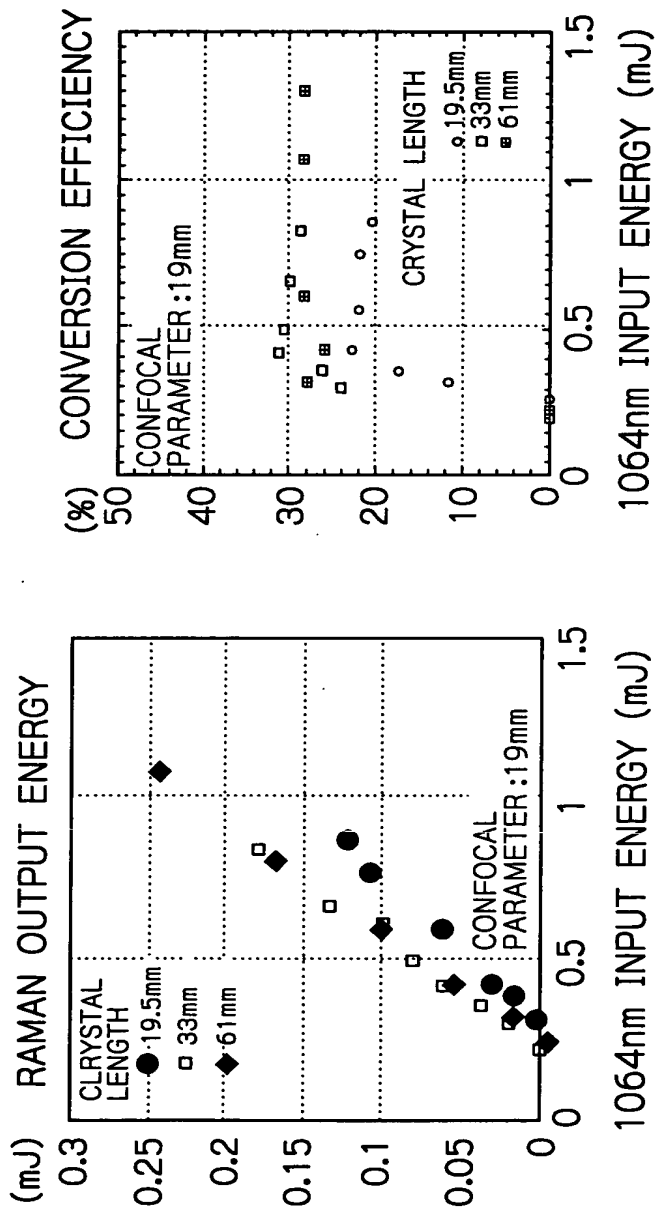 (mJ) RAMAN OUTPUT ENERGY
0.3
0.25
0.2
0.15
0.1
0.05
0
CLRYSTAL
LENGTH
19.5mm
33mm
61mm
CONFOCAL
PARAMETER:19mm
0
0.5
1
1.5
1064nm INPUT ENERGY (mJ)
(%) CONVERSION EFFICIENCY
50
40
30
20
10
0
CONFOCAL
PARAMETER:19mm
CRYSTAL LENGTH
19.5mm
33mm
61mm
0
0.5
1
1.5
1064nm INPUT ENERGY (mJ)